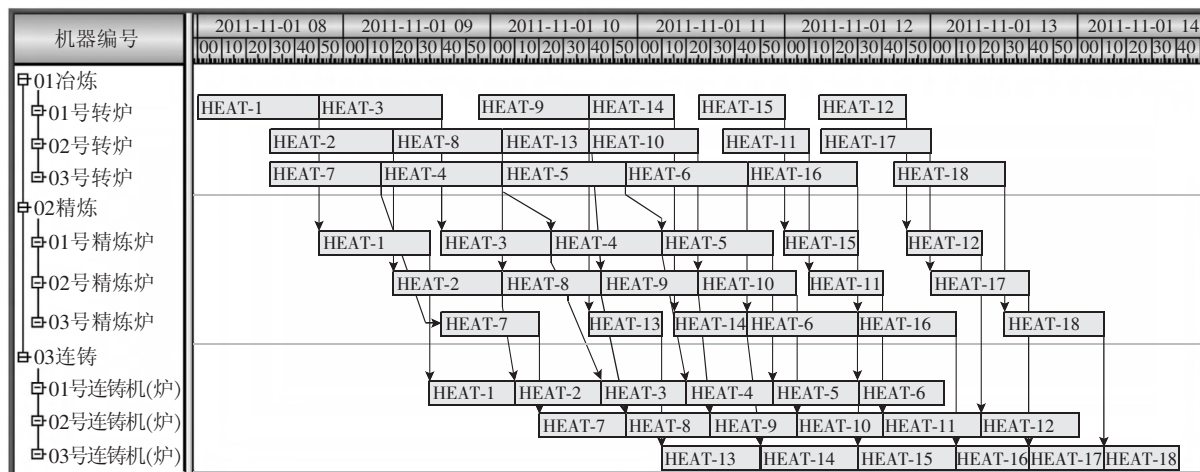 机器编号
2011-11-01 08 2011-11-01 09 2011-11-01 10 2011-11-01 11 2011-11-01 12 2011-11-01 13 2011-11-01 14
00 10 20 30 40 50 00 10 20 30 40 50 00 10 20 30 40 50 00 10 20 30 40 50 00 10 20 30 40 50 00 10 20 30 40 50 00 10 20 30 40
01冶炼
01号转炉 HEAT-1 HEAT-3 HEAT-9 HEAT-14 HEAT-15 HEAT-12
02号转炉 HEAT-2 HEAT-8 HEAT-13 HEAT-10 HEAT-11 HEAT-17
03号转炉 HEAT-7 HEAT-4 HEAT-5 HEAT-6 HEAT-16 HEAT-18
02精炼
01号精炼炉 HEAT-1 HEAT-3 HEAT-4 HEAT-5 HEAT-15 HEAT-12
02号精炼炉 HEAT-2 HEAT-8 HEAT-9 HEAT-10 HEAT-11 HEAT-17
03号精炼炉 HEAT-7 HEAT-13 HEAT-14 HEAT-6 HEAT-16 HEAT-18
03连铸
01号连铸机(炉) HEAT-1 HEAT-2 HEAT-3 HEAT-4 HEAT-5 HEAT-6
02号连铸机(炉) HEAT-7 HEAT-8 HEAT-9 HEAT-10 HEAT-11 HEAT-12
03号连铸机(炉) HEAT-13 HEAT-14 HEAT-15 HEAT-16 HEAT-17 HEAT-18